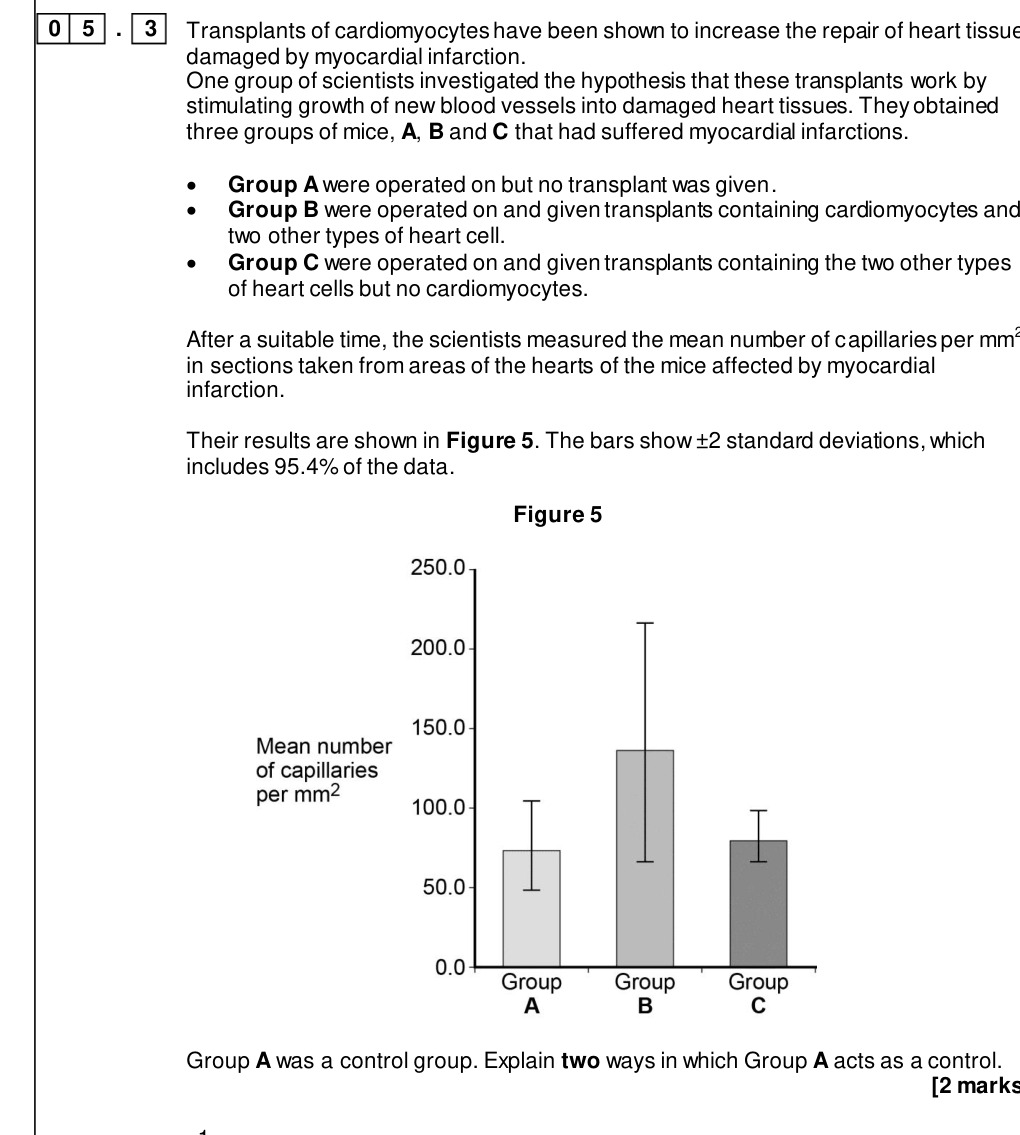 0 5 . 3 Transplants of cardiomyocytes have been shown to increase the repair of heart tissue
damaged by myocardial infarction.
One group of scientists investigated the hypothesis that these transplants work by
stimulating growth of new blood vessels into damaged heart tissues. They obtained
three groups of mice, A, B and C that had suffered myocardial infarctions.
• Group A were operated on but no transplant was given.
• Group B were operated on and given transplants containing cardiomyocytes and
two other types of heart cell.
• Group C were operated on and given transplants containing the two other types
of heart cells but no cardiomyocytes.
After a suitable time, the scientists measured the mean number of capillaries per mm²
in sections taken from areas of the hearts of the mice affected by myocardial
infarction.
Their results are shown in Figure 5. The bars show ±2 standard deviations, which
includes 95.4% of the data.
Figure 5
250.0
200.0
150.0
Mean number
of capillaries
per mm2
100.0
50.0
0.0
Group Group Group
A B C
Group A was a control group. Explain two ways in which Group A acts as a control.
[2 marks